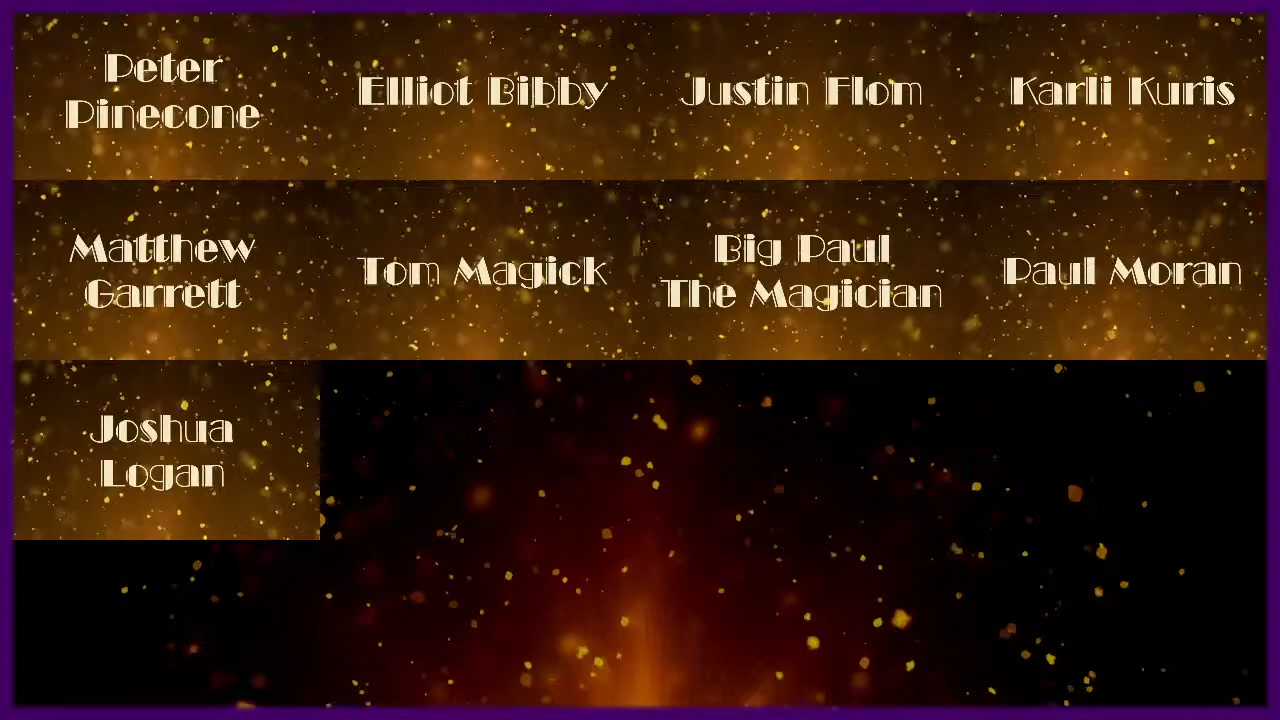 Peter
Pinecone
Elliot Bibby
Justin Flom
Karli Kuris
Matthew
Garrett
Tom Magick
Big Paul
The Magician
Paul Moran
Joshua
Logan